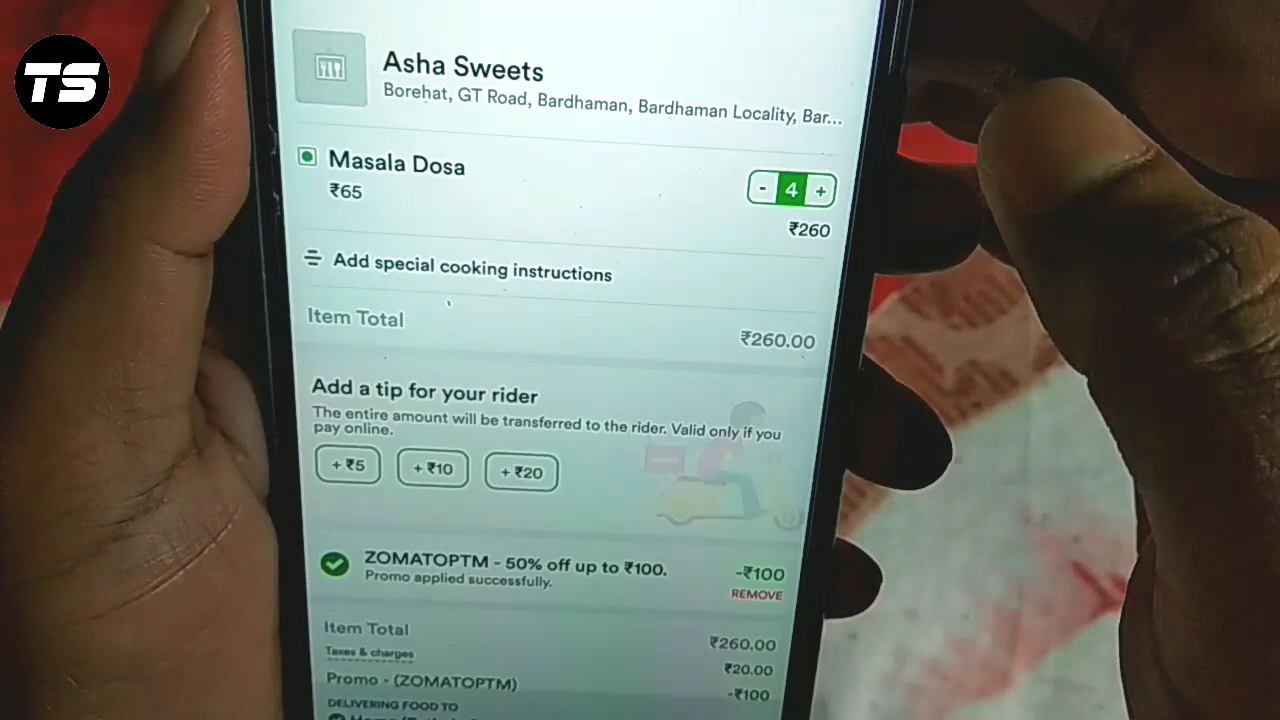 TS
Asha Sweets
Borehat, GT Road, Bardhaman, Bardhaman Locality, Bar...
Masala Dosa
₹65
- 4 +
₹260
Add special cooking instructions
Item Total
₹260.00
Add a tip for your rider
The entire amount will be transferred to the rider. Valid only if you
pay online.
+ ₹5 + ₹10 + ₹20
ZOMATOPTM - 50% off up to ₹100. -₹100
Promo applied successfully. REMOVE
Item Total ₹260.00
Taxes & charges ₹20.00
Promo - (ZOMATOPTM) -₹100
DELIVERING FOOD TO